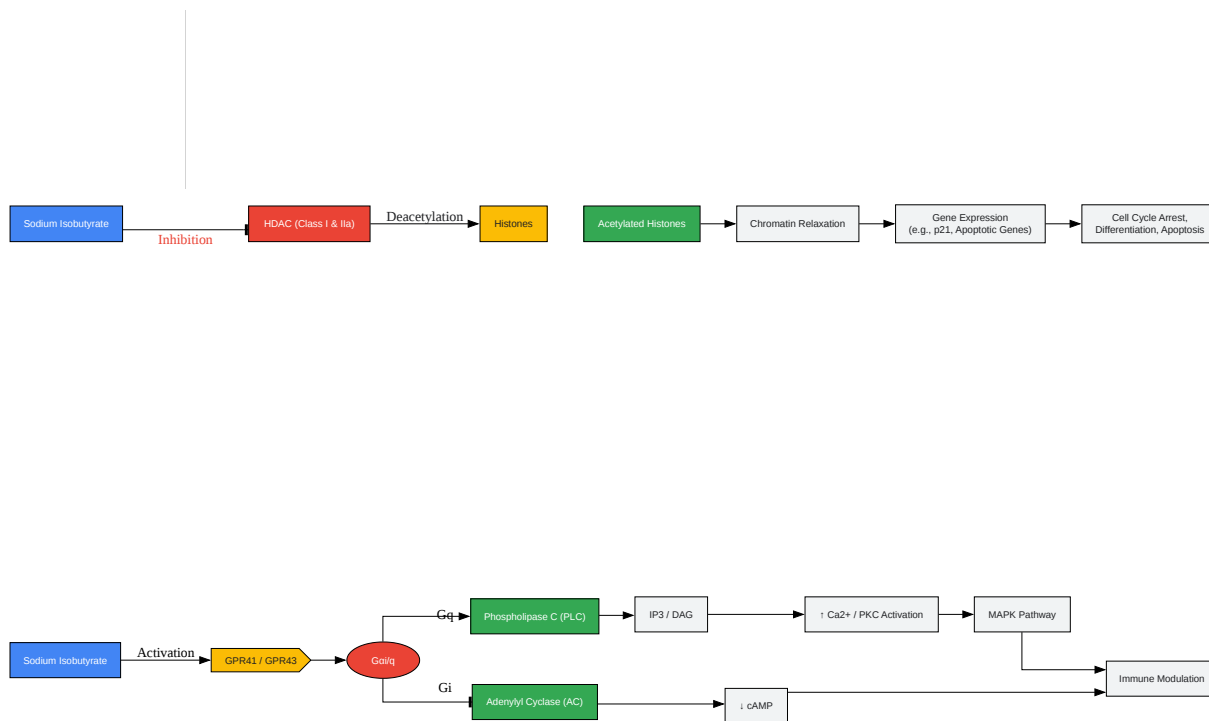 Sodium Isobutyrate
Inhibition
HDAC (Class I & IIa)
Deacetylation
Histones
Acetylated Histones
Chromatin Relaxation
Gene Expression
(e.g., p21, Apoptotic Genes)
Cell Cycle Arrest,
Differentiation, Apoptosis
Sodium Isobutyrate
Activation
GPR41 / GPR43
Gαi/q
Gq
Phospholipase C (PLC)
IP3 / DAG
↑ Ca2+ / PKC Activation
MAPK Pathway
Gi
Adenylyl Cyclase (AC)
↓ cAMP
Immune Modulation